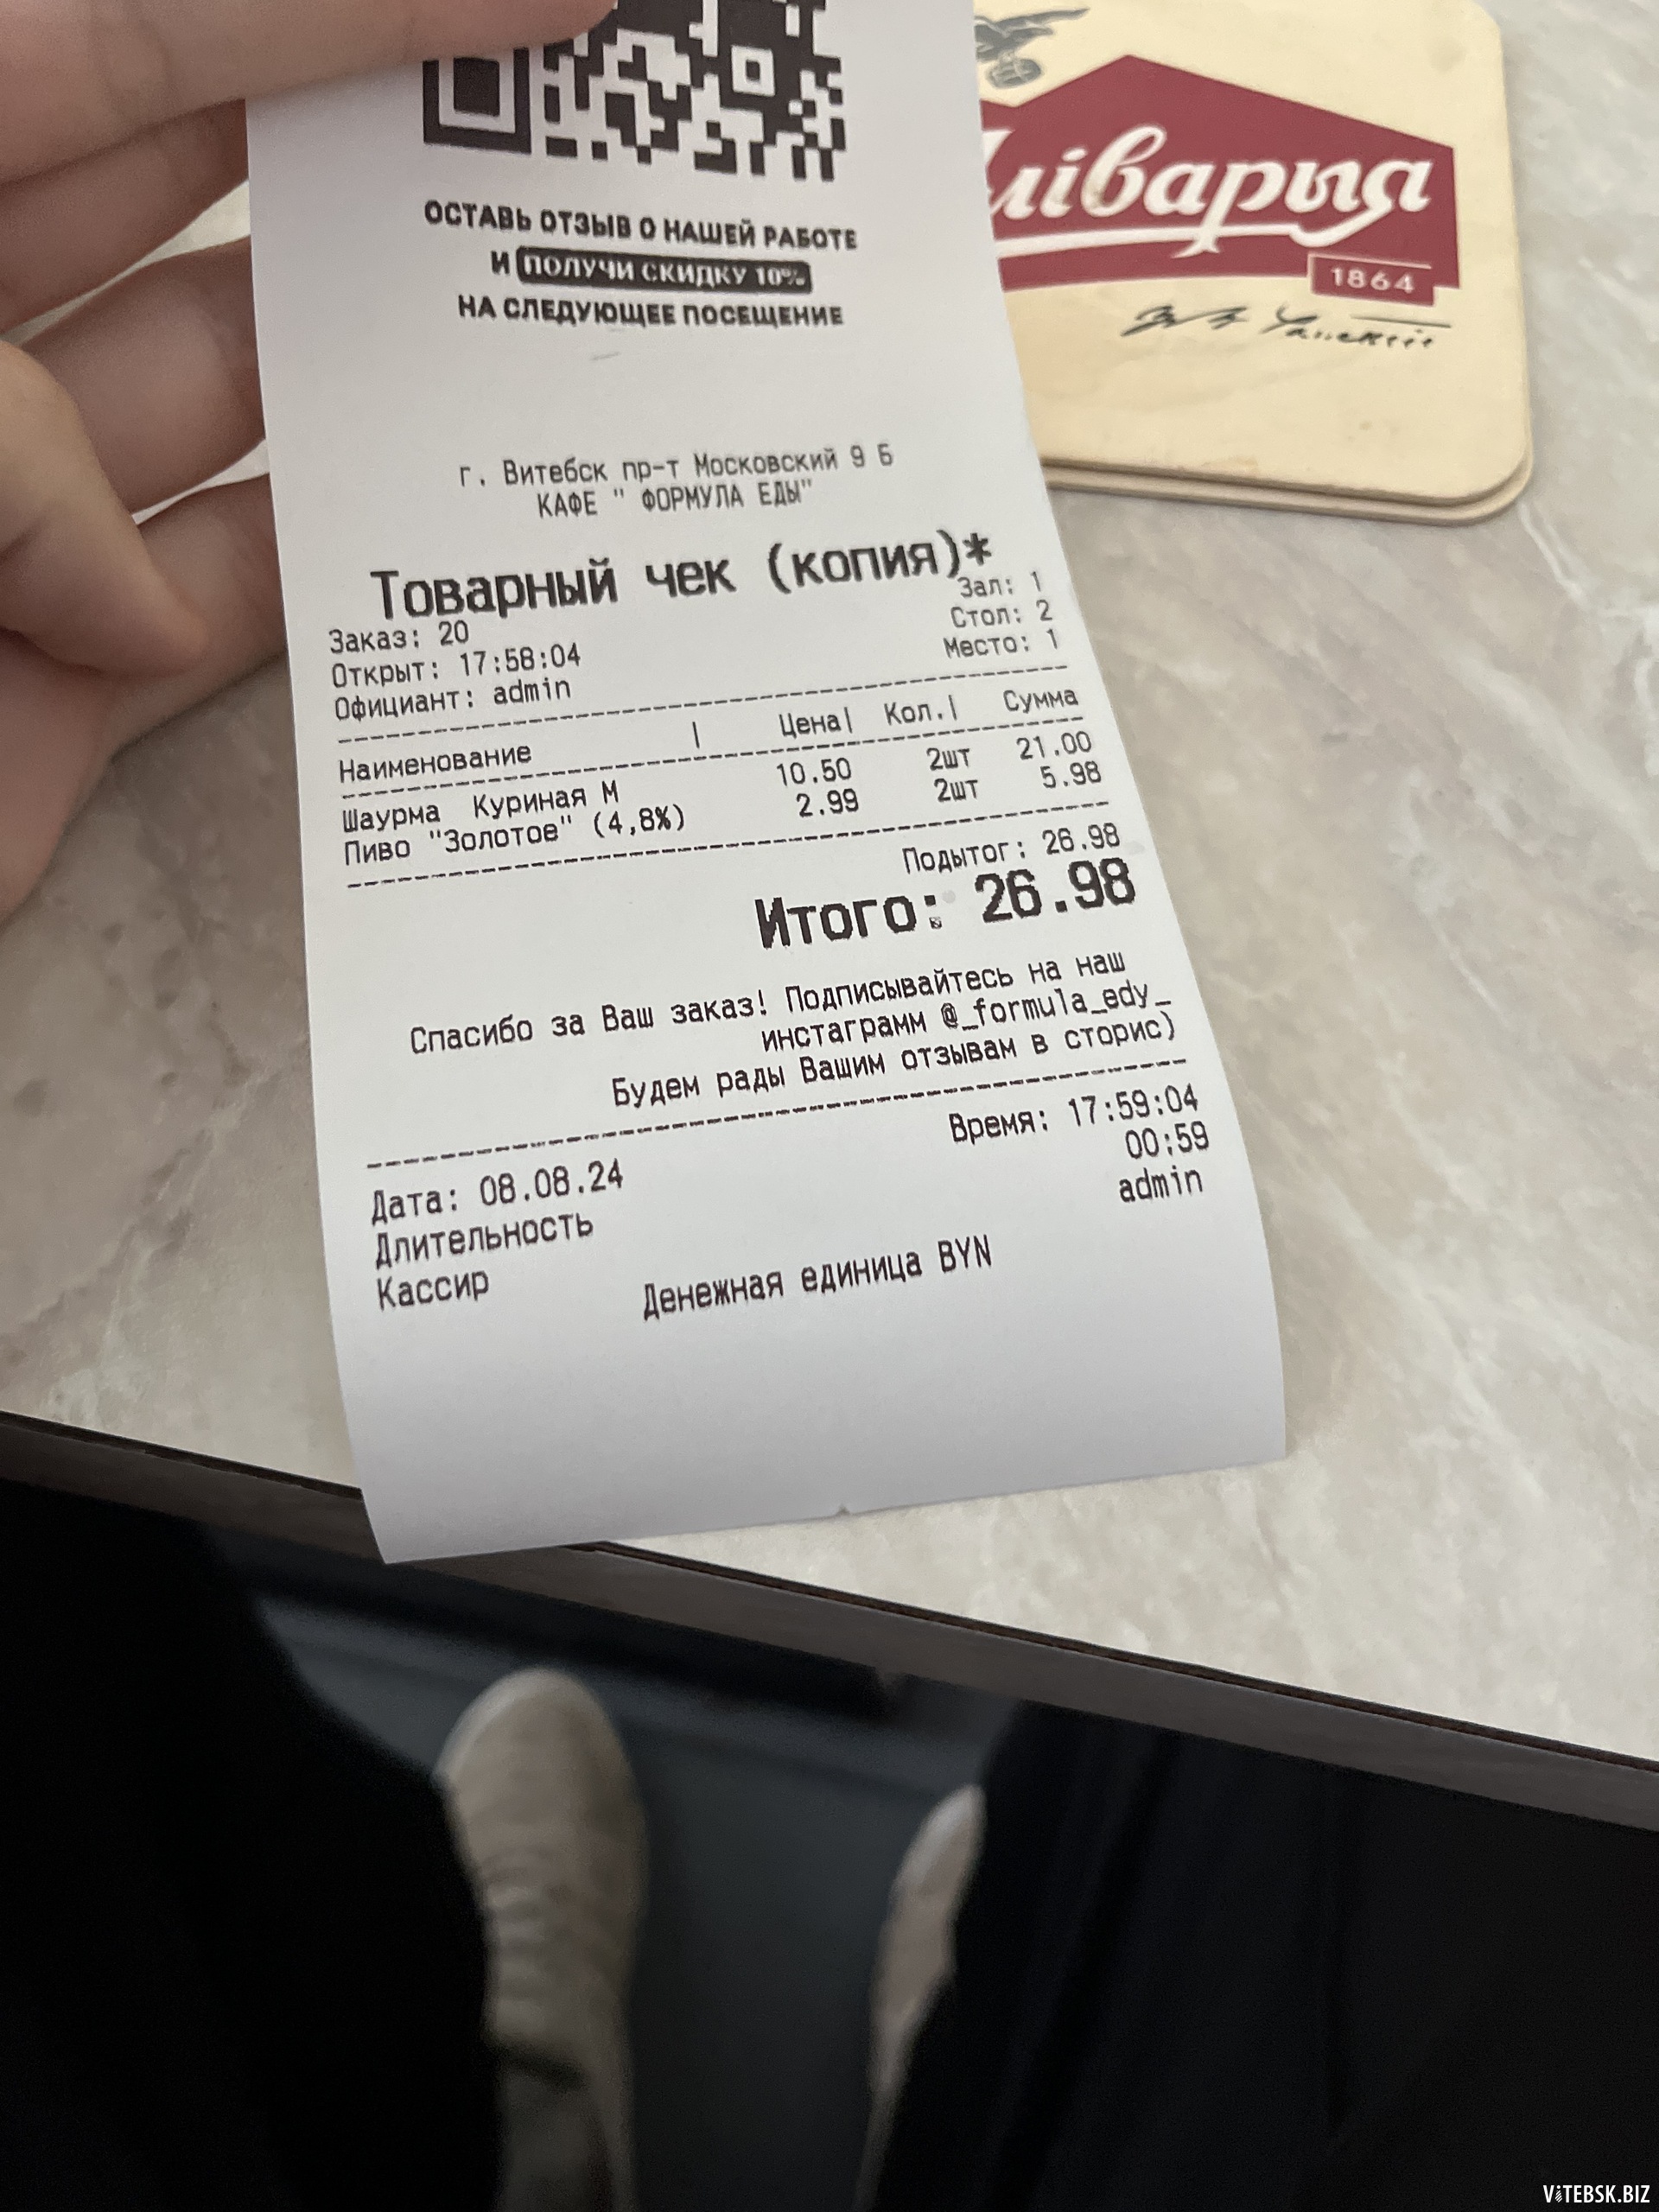 ОСТАВЬ ОТЗЫВ О НАШЕЙ РАБОТЕ
И ПОЛУЧИ СКИДКУ 10%
НА СЛЕДУЮЩЕЕ ПОСЕЩЕНИЕ
г. Витебск пр-т Московский 9 Б
КАФЕ " ФОРМУЛА ЕДЫ"
Товарный чек (копия)*
Заказ: 20 Зал: 1
Открыт: 17:58:04 Стол: 2
Официант: admin Место: 1
Наименование | Цена| Кол.| Сумма
Шаурма Куриная М 10.50 2шт 21.00
Пиво "Золотое" (4,8%) 2.99 2шт 5.98
Подытог: 26.98
Итого: 26.98
Спасибо за Ваш заказ! Подписывайтесь на наш
инстаграмм @_formula_edy_
Будем рады Вашим отзывам в сторис)
Дата: 08.08.24 Время: 17:59:04
Длительность 00:59
Кассир admin
Денежная единица BYN
ліварыя
1864
VITEBSK.BIZ